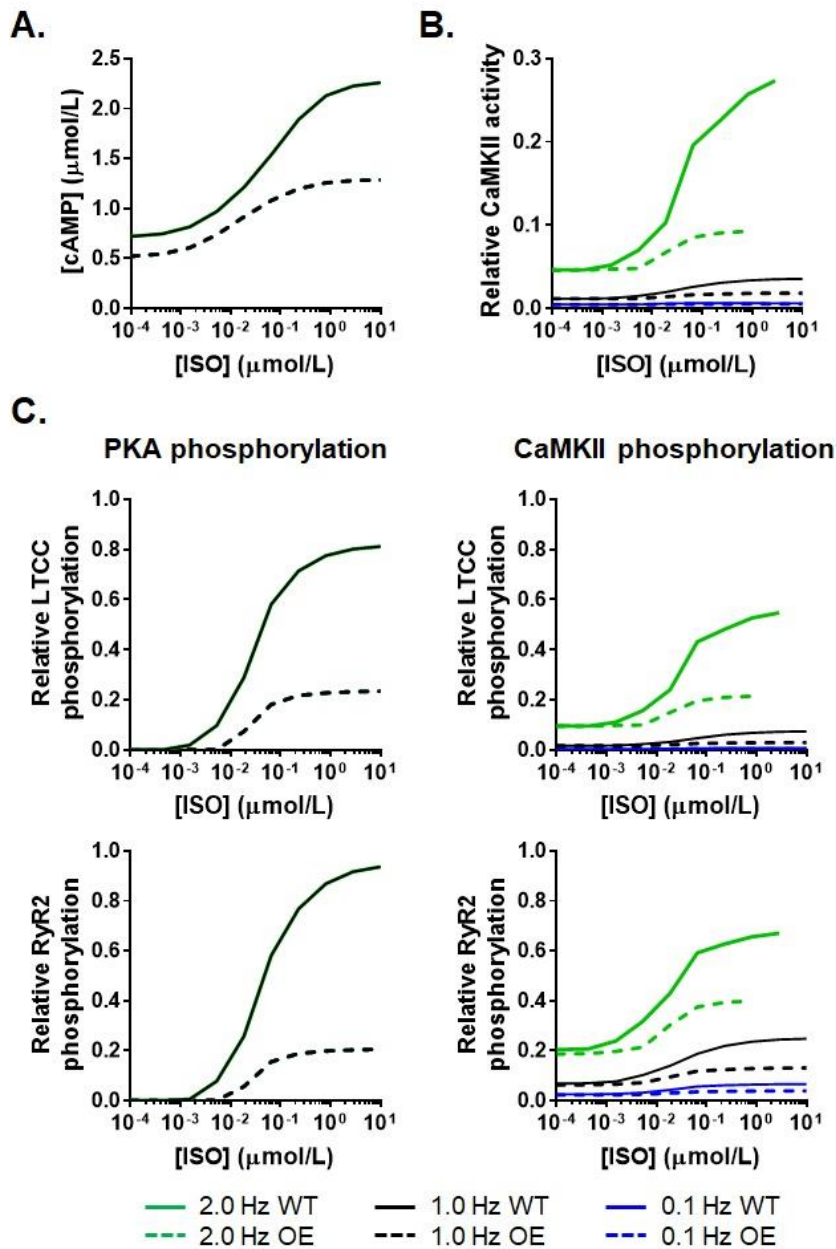 A.
B.
2.5
2.0
1.5
1.0
0.5
0.0
[cAMP] (μmol/L)
10⁻⁴ 10⁻³ 10⁻² 10⁻¹ 10⁰ 10¹
[ISO] (μmol/L)
0.3
0.2
0.1
0.0
Relative CaMKII activity
10⁻⁴ 10⁻³ 10⁻² 10⁻¹ 10⁰ 10¹
[ISO] (μmol/L)
C.
PKA phosphorylation
CaMKII phosphorylation
1.0
0.8
0.6
0.4
0.2
0.0
Relative LTCC
phosphorylation
10⁻⁴ 10⁻³ 10⁻² 10⁻¹ 10⁰ 10¹
[ISO] (μmol/L)
1.0
0.8
0.6
0.4
0.2
0.0
Relative LTCC
phosphorylation
10⁻⁴ 10⁻³ 10⁻² 10⁻¹ 10⁰ 10¹
[ISO] (μmol/L)
1.0
0.8
0.6
0.4
0.2
0.0
Relative RyR2
phosphorylation
10⁻⁴ 10⁻³ 10⁻² 10⁻¹ 10⁰ 10¹
[ISO] (μmol/L)
1.0
0.8
0.6
0.4
0.2
0.0
Relative RyR2
phosphorylation
10⁻⁴ 10⁻³ 10⁻² 10⁻¹ 10⁰ 10¹
[ISO] (μmol/L)
2.0 Hz WT 1.0 Hz WT 0.1 Hz WT
2.0 Hz OE 1.0 Hz OE 0.1 Hz OE